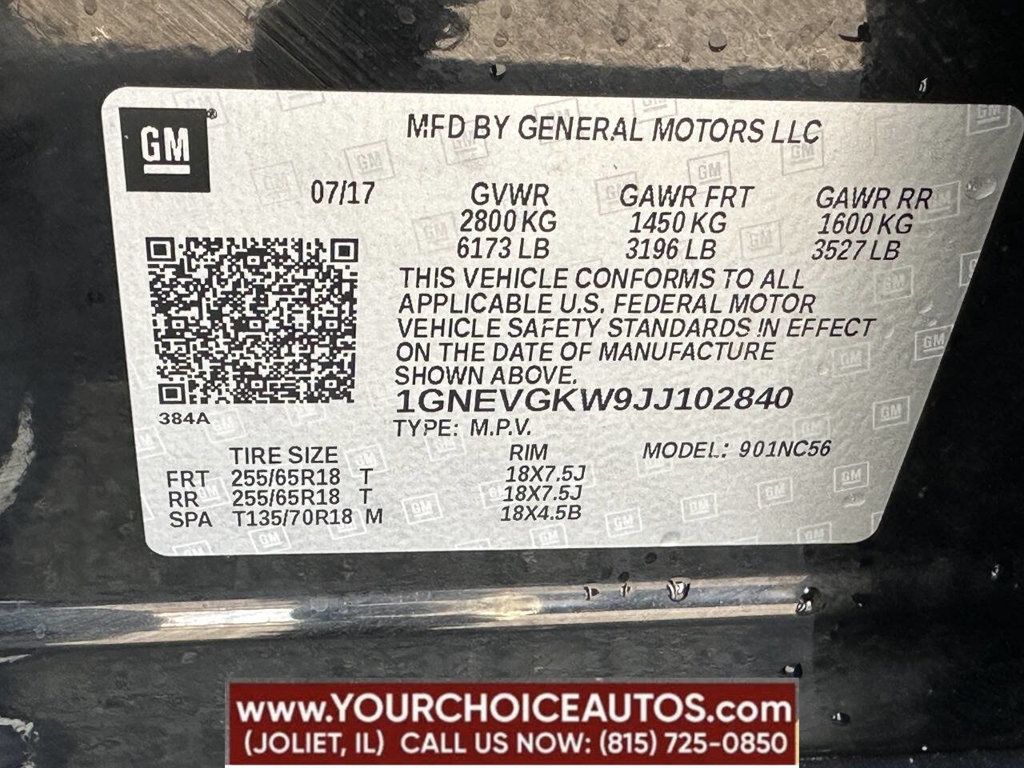 GM®
MFD BY GENERAL MOTORS LLC
07/17 GVWR GAWR FRT GAWR RR
2800 KG 1450 KG 1600 KG
6173 LB 3196 LB 3527 LB
THIS VEHICLE CONFORMS TO ALL
APPLICABLE U.S. FEDERAL MOTOR
VEHICLE SAFETY STANDARDS IN EFFECT
ON THE DATE OF MANUFACTURE
SHOWN ABOVE.
1GNEVGKW9JJ102840
384A
TYPE: M.P.V.
TIRE SIZE RIM MODEL: 901NC56
FRT 255/65R18 T 18X7.5J
RR 255/65R18 T 18X7.5J
SPA T135/70R18 M 18X4.5B
www.YOURCHOICEAUTOS.com
(JOLIET, IL) CALL US NOW: (815) 725-0850